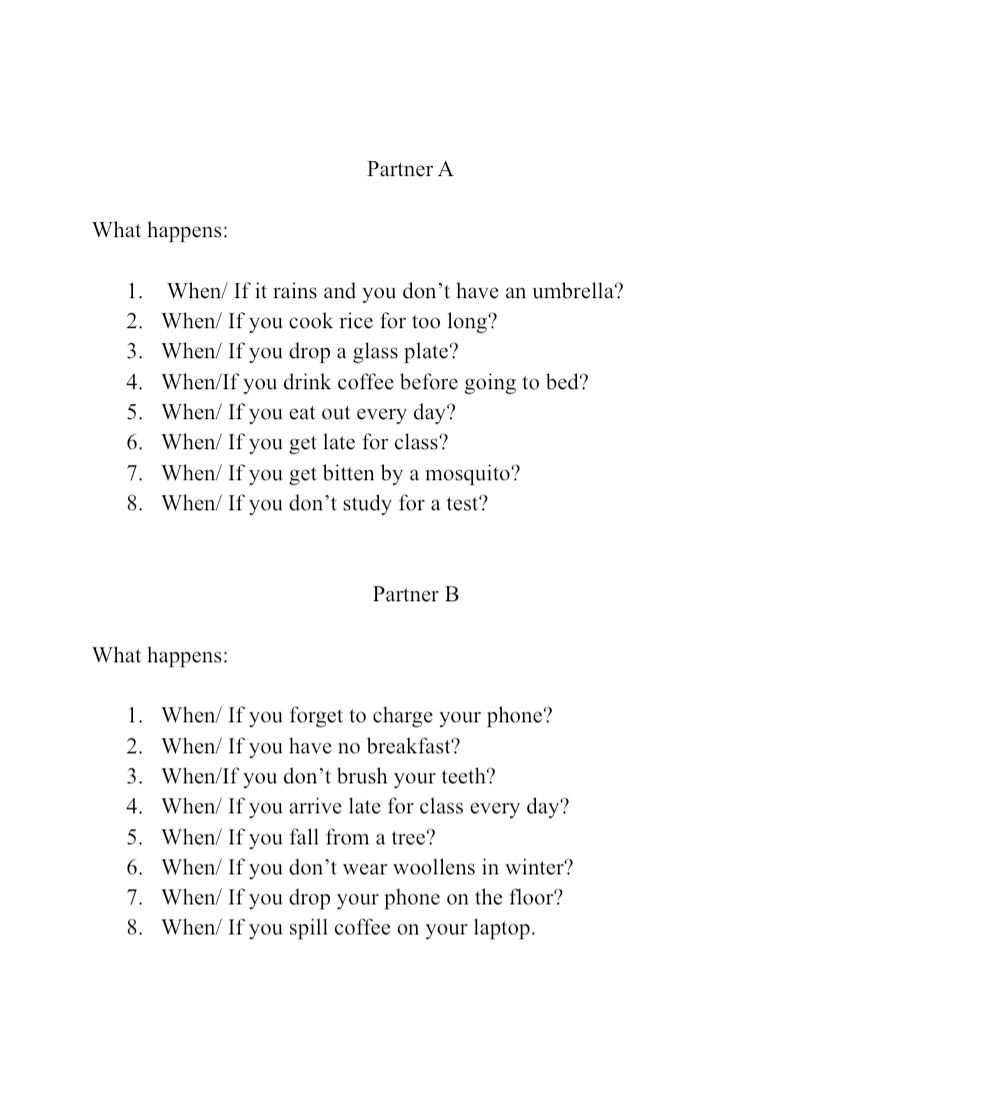 Partner A
What happens:
1. When/ If it rains and you don’t have an umbrella?
2. When/ If you cook rice for too long?
3. When/ If you drop a glass plate?
4. When/If you drink coffee before going to bed?
5. When/ If you eat out every day?
6. When/ If you get late for class?
7. When/ If you get bitten by a mosquito?
8. When/ If you don’t study for a test?
Partner B
What happens:
1. When/ If you forget to charge your phone?
2. When/ If you have no breakfast?
3. When/If you don’t brush your teeth?
4. When/ If you arrive late for class every day?
5. When/ If you fall from a tree?
6. When/ If you don’t wear woollens in winter?
7. When/ If you drop your phone on the floor?
8. When/ If you spill coffee on your laptop.